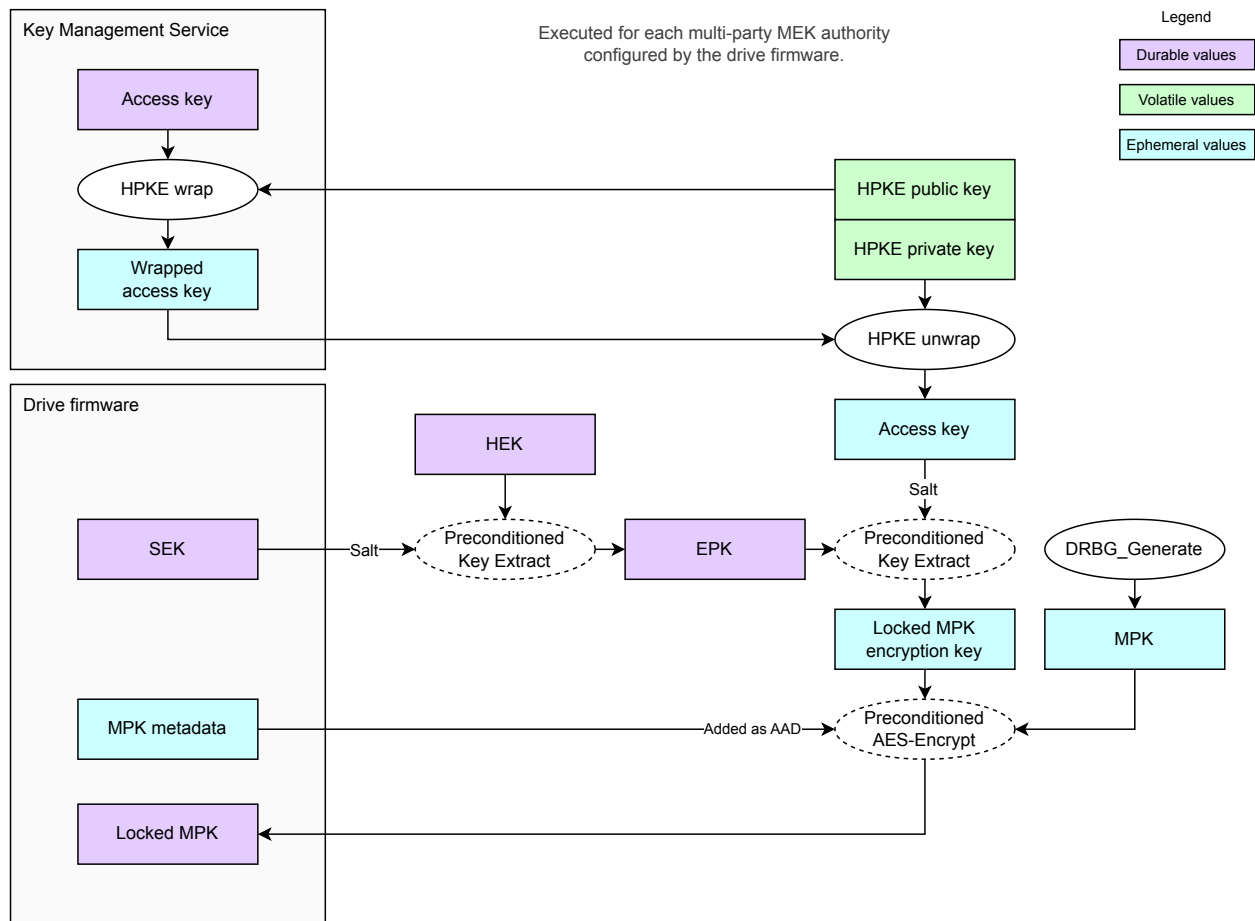 Key Management Service
Executed for each multi-party MEK authority
configured by the drive firmware.
Legend
Durable values
Volatile values
Ephemeral values
Access key
HPKE wrap
Wrapped
access key
HPKE public key
HPKE private key
HPKE unwrap
Access key
Salt
Drive firmware
HEK
SEK
Salt
Preconditioned
Key Extract
EPK
Preconditioned
Key Extract
DRBG_Generate
Locked MPK
encryption key
MPK
MPK metadata
Added as AAD
Preconditioned
AES-Encrypt
Locked MPK